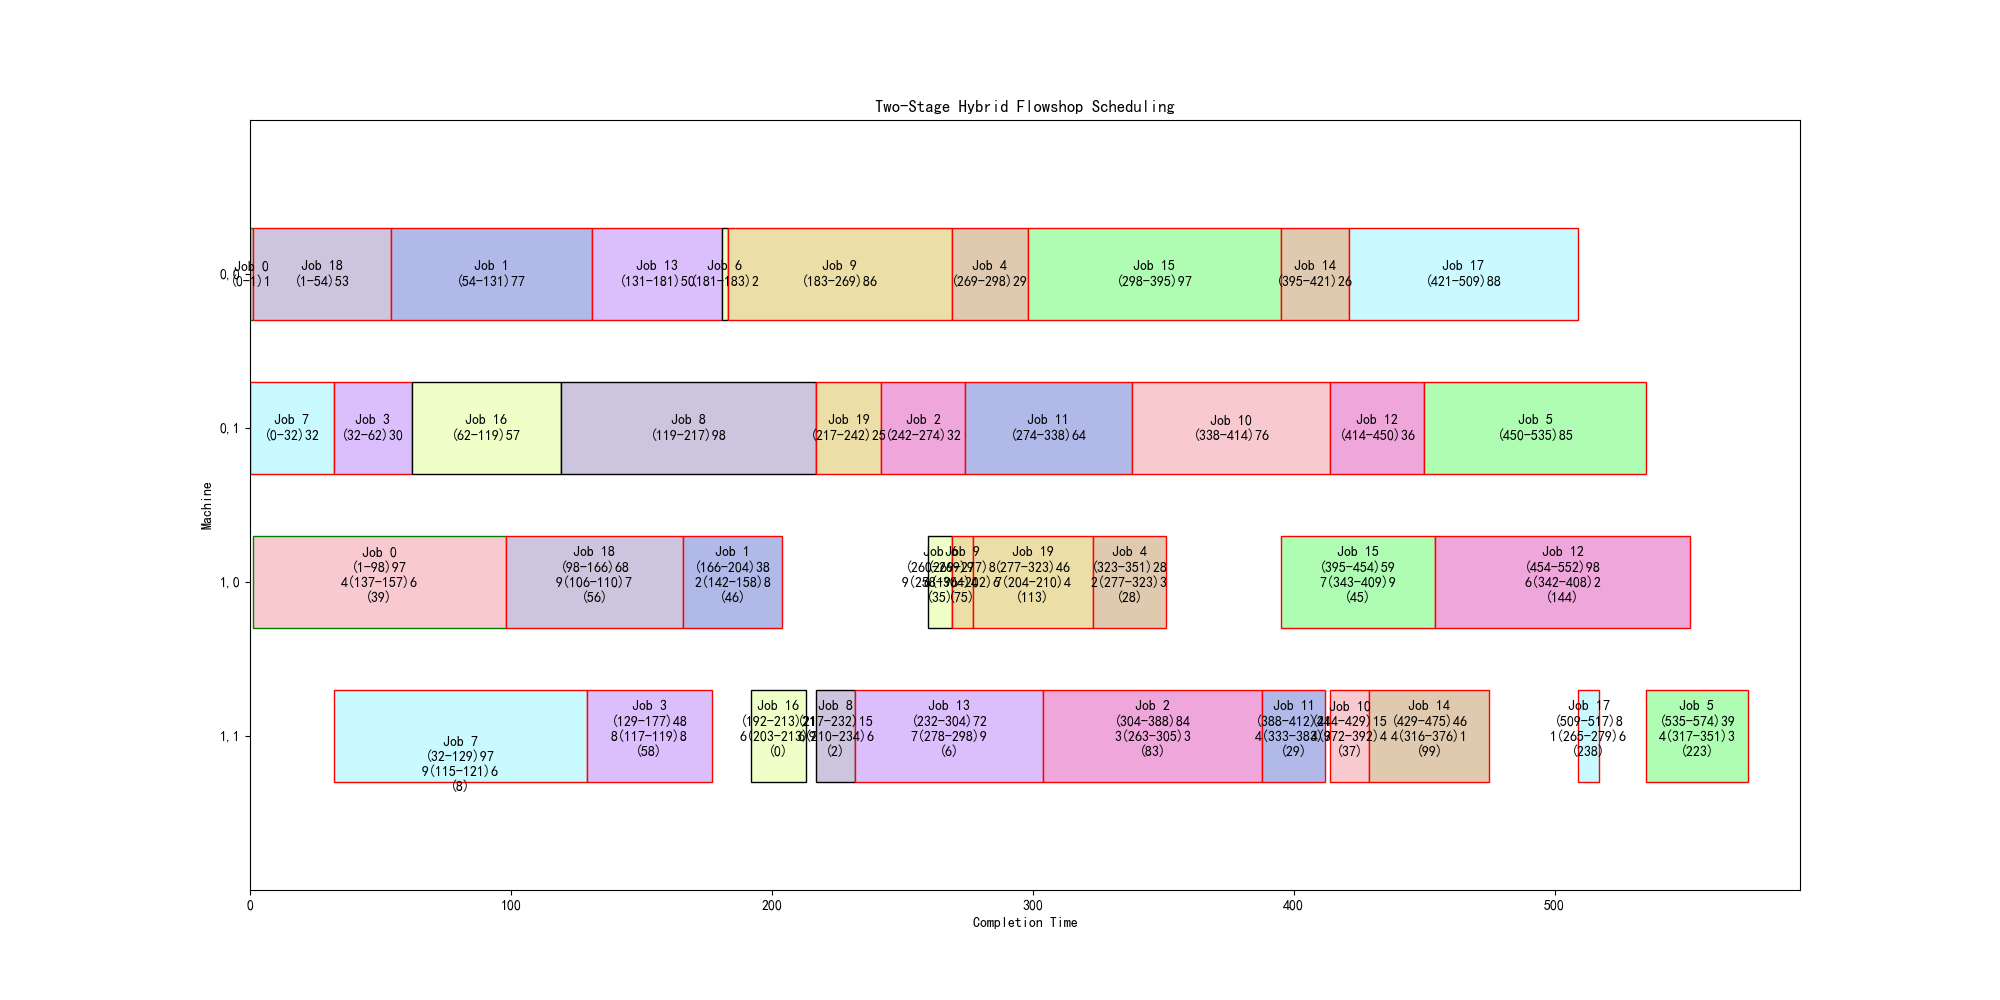 Two-Stage Hybrid Flowshop Scheduling
Machine
0,0
Job 0
(0-1)1
Job 18
(1-54)53
Job 1
(54-131)77
Job 13
(131-181)50
Job 6
(181-183)2
Job 9
(183-269)86
Job 4
(269-298)29
Job 15
(298-395)97
Job 14
(395-421)26
Job 17
(421-509)88
0,1
Job 7
(0-32)32
Job 3
(32-62)30
Job 16
(62-119)57
Job 8
(119-217)98
Job 19
(217-242)25
Job 2
(242-274)32
Job 11
(274-338)64
Job 10
(338-414)76
Job 12
(414-450)36
Job 5
(450-535)85
1,0
Job 0
(1-98)97
4(137-157)6
(39)
Job 18
(98-166)68
9(106-110)7
(56)
Job 1
(166-204)38
2(142-158)8
(46)
Job 6
(260-269)9
(35)
Job 9
(269-277)8
(75)
Job 19
(277-323)46
7(204-210)4
(113)
Job 4
(323-351)28
2(277-323)3
(28)
Job 15
(395-454)59
7(343-409)9
(45)
Job 12
(454-552)98
6(342-408)2
(144)
1,1
Job 7
(32-129)97
9(115-121)6
(8)
Job 3
(129-177)48
8(117-119)8
(58)
Job 16
(192-213)21
(0)
Job 8
(217-232)15
(2)
Job 13
(232-304)72
7(278-298)9
(6)
Job 2
(304-388)84
3(263-305)3
(83)
Job 11
(388-412)24
(29)
Job 10
(414-429)15
(37)
Job 14
(429-475)46
4(316-376)1
(99)
Job 17
(509-517)8
1(265-279)6
(238)
Job 5
(535-574)39
4(317-351)3
(223)
0
100
200
300
400
500
Completion Time